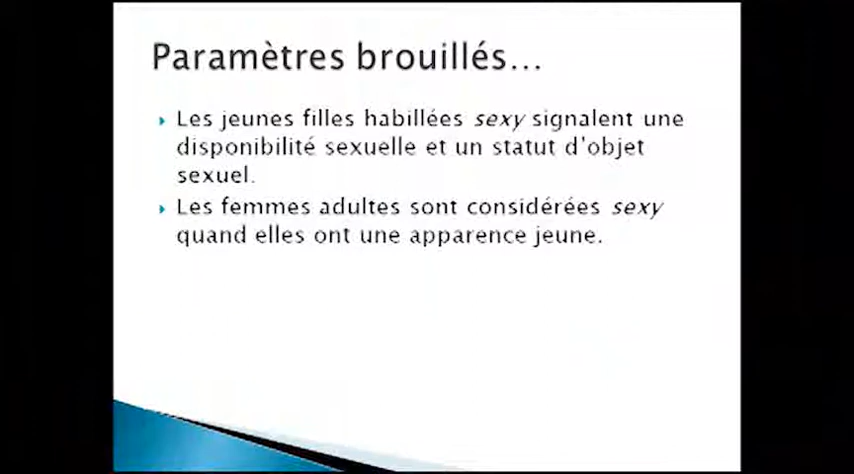 Paramètres brouillés...
Les jeunes filles habillées sexy signalent une
disponibilité sexuelle et un statut d'objet
sexuel.
Les femmes adultes sont considérées sexy
quand elles ont une apparence jeune.